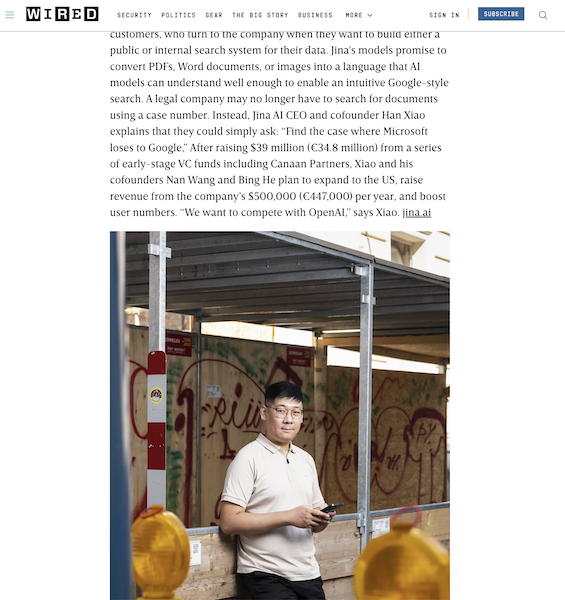 WIRED
SECURITY POLITICS GEAR THE BIG STORY BUSINESS MORE SIGN IN SUBSCRIBE
customers, who turn to the company when they want to build either a
public or internal search system for their data. Jina's models promise to
convert PDFs, Word documents, or images into a language that AI
models can understand well enough to enable an intuitive Google-style
search. A legal company may no longer have to search for documents
using a case number. Instead, Jina AI CEO and cofounder Han Xiao
explains that they could simply ask: “Find the case where Microsoft
loses to Google,” After raising $39 million (€34.8 million) from a series
of early-stage VC funds including Canaan Partners, Xiao and his
cofounders Nan Wang and Bing He plan to expand to the US, raise
revenue from the company's $500,000 (€447,000) per year, and boost
user numbers. “We want to compete with OpenAI,” says Xiao. jina.ai